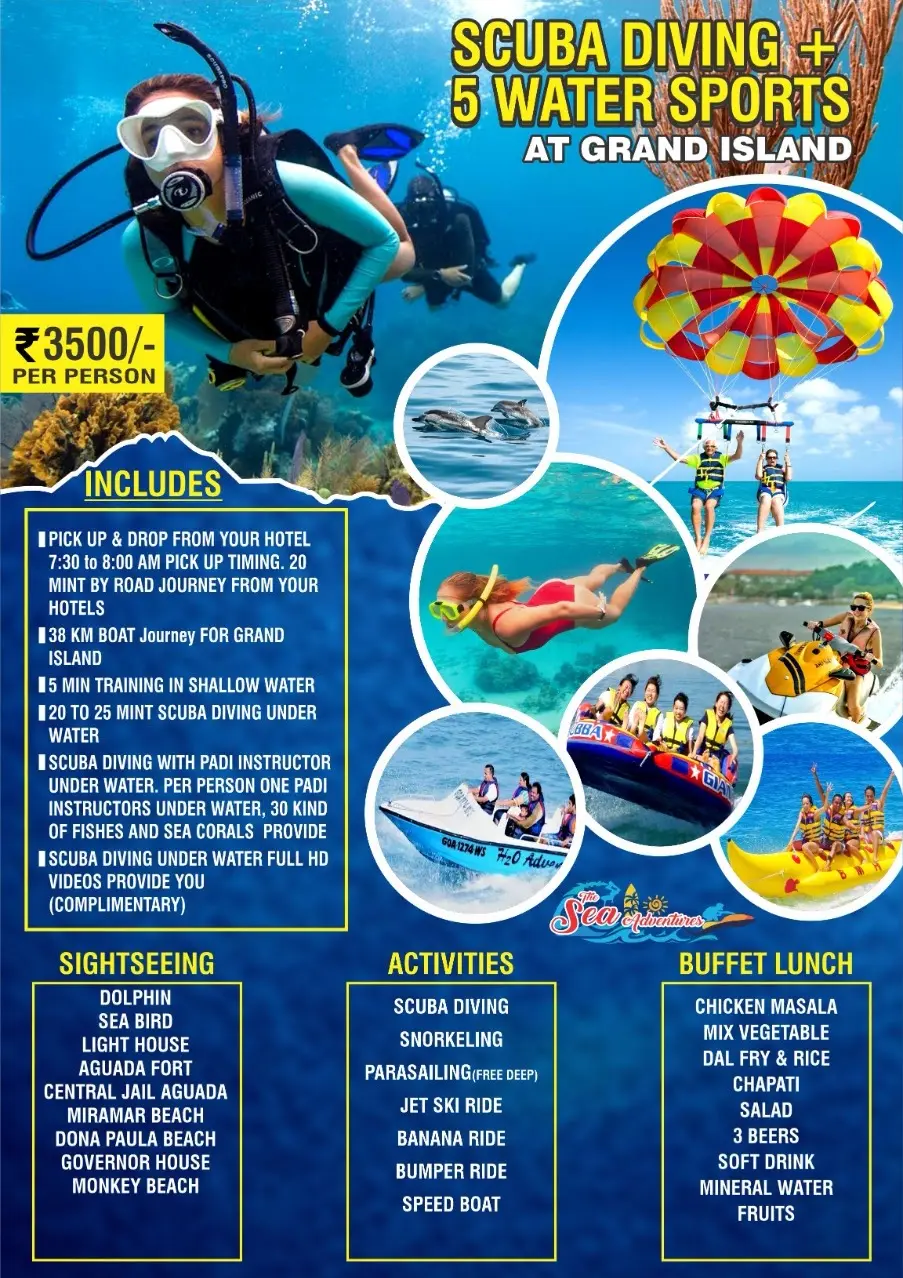 SCUBA DIVING +
5 WATER SPORTS
AT GRAND ISLAND
₹3500/-
PER PERSON
INCLUDES
PICK UP & DROP FROM YOUR HOTEL
7:30 to 8:00 AM PICK UP TIMING. 20
MINT BY ROAD JOURNEY FROM YOUR
HOTELS
38 KM BOAT Journey FOR GRAND
ISLAND
5 MIN TRAINING IN SHALLOW WATER
20 TO 25 MINT SCUBA DIVING UNDER
WATER
SCUBA DIVING WITH PADI INSTRUCTOR
UNDER WATER. PER PERSON ONE PADI
INSTRUCTORS UNDER WATER, 30 KIND
OF FISHES AND SEA CORALS PROVIDE
SCUBA DIVING UNDER WATER FULL HD
VIDEOS PROVIDE YOU
(COMPLIMENTARY)
GOA-1274 WS
H2O Adve
The
Sea Adventures
SIGHTSEEING
DOLPHIN
SEA BIRD
LIGHT HOUSE
AGUADA FORT
CENTRAL JAIL AGUADA
MIRAMAR BEACH
DONA PAULA BEACH
GOVERNOR HOUSE
MONKEY BEACH
ACTIVITIES
SCUBA DIVING
SNORKELING
PARASAILING(FREE DEEP)
JET SKI RIDE
BANANA RIDE
BUMPER RIDE
SPEED BOAT
BUFFET LUNCH
CHICKEN MASALA
MIX VEGETABLE
DAL FRY & RICE
CHAPATI
SALAD
3 BEERS
SOFT DRINK
MINERAL WATER
FRUITS